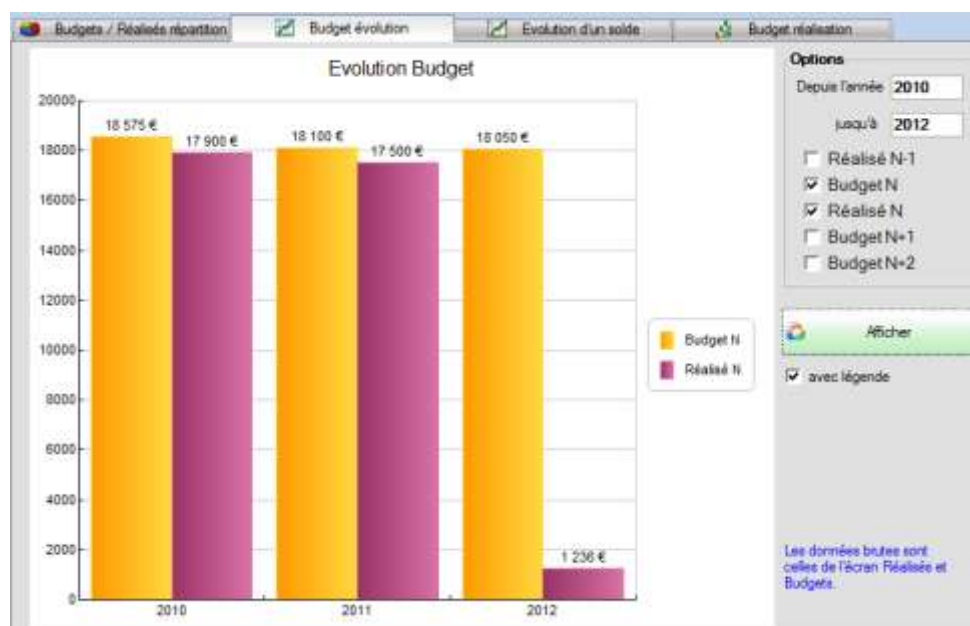 Budgets / Réalisés répartition
Budget évolution
Evolution d'un solde
Budget réalisation
Evolution Budget
20000
18000
16000
14000
12000
10000
8000
6000
4000
2000
0
18 575 €
17 900 €
18 100 €
17 500 €
18 050 €
1 236 €
2010
2011
2012
Budget N
Réalisé N
Options
Depuis l'année 2010
jusqu'à 2012
Réalisé N-1
Budget N
Réalisé N
Budget N+1
Budget N+2
Afficher
avec légende
Les données brutes sont
celles de l'écran Réalisés et
Budgets.